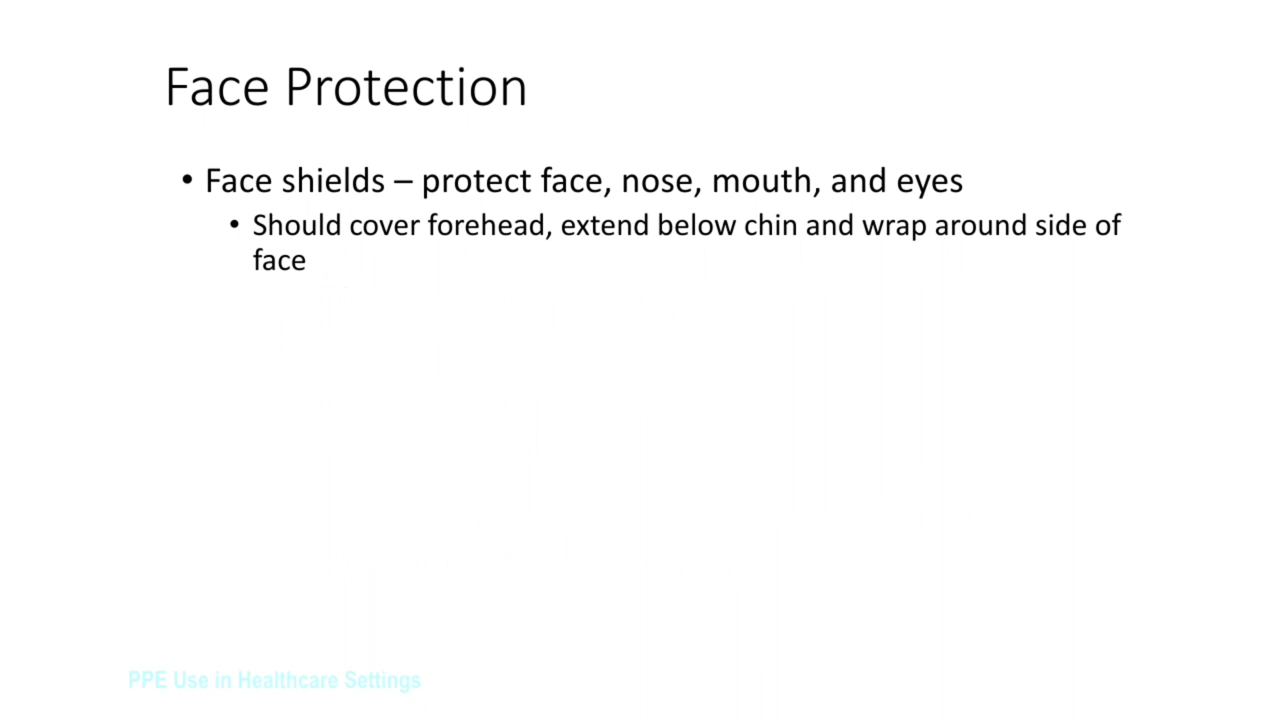 Face Protection
• Face shields – protect face, nose, mouth, and eyes
• Should cover forehead, extend below chin and wrap around side of
face
PPE Use in Healthcare Settings